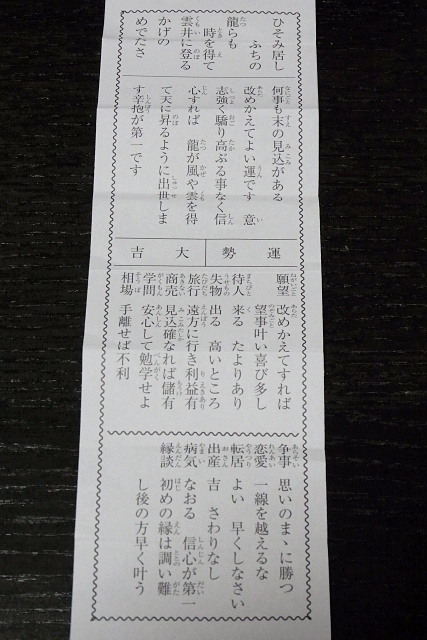 ひそみ居し
ふちの
龍らも
時を得て
雲井に登る
かげの
めでたさ
何事も末の見込がある
改めかえてよい運です 意
志強く驕り高ぶる事なく信
心すれば 龍が風や雲を得
て天に昇るように出世しま
す辛抱が第一です
運勢
大吉
願望 改めかえてすれば
望事叶い喜び多し
待人 来る たよりあり
失物 出る 高いところ
旅行 遠方に行き利益有
商売 見込確なれば儲有
学問 安心して勉学せよ
相場 手離せば不利
争事 思いのまゝに勝つ
恋愛 一線を越えるな
転居 よい 早くしなさい
出産 吉 さわりなし
病気 なおる 信心が第一
縁談 初めの縁は調い難
し後の方早く叶う